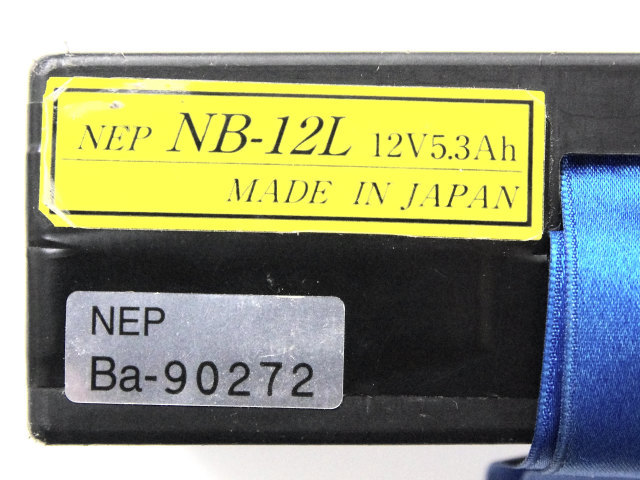 NEP NB-12L 12V5.3Ah
MADE IN JAPAN
NEP
Ba-90272